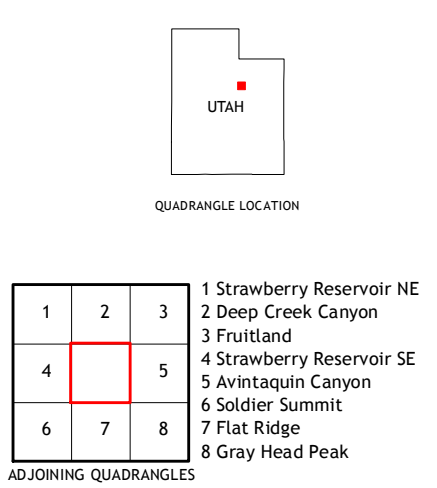 UTAH
QUADRANGLE LOCATION
1 2 3
4 5
6 7 8
ADJOINING QUADRANGLES
1 Strawberry Reservoir NE
2 Deep Creek Canyon
3 Fruitland
4 Strawberry Reservoir SE
5 Avintaquin Canyon
6 Soldier Summit
7 Flat Ridge
8 Gray Head Peak